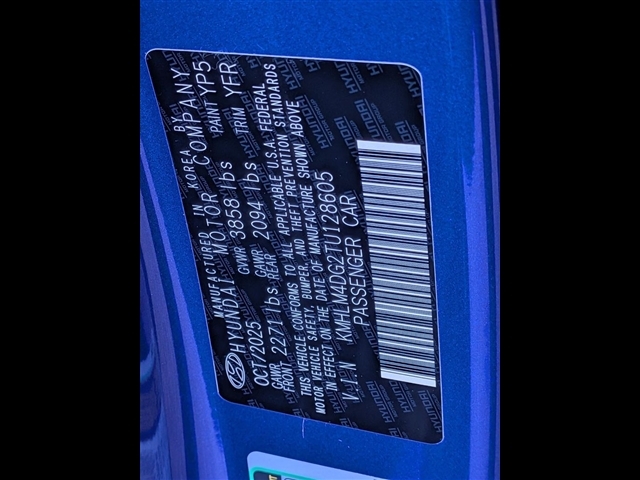 MANUFACTURED IN KOREA BY
HYUNDAI MOTOR COMPANY
OCT/2025 GVWR 3858 lbs PAINT YP5
GAWR FRONT 2271 lbs GAWR REAR 2094 lbs TRIM YFR
THIS VEHICLE CONFORMS TO ALL APPLICABLE U.S.A. FEDERAL
MOTOR VEHICLE SAFETY, BUMPER, AND THEFT PREVENTION STANDARDS
IN EFFECT ON THE DATE OF MANUFACTURE SHOWN ABOVE
V.I.N KMHLM4DG2TU128605
PASSENGER CAR